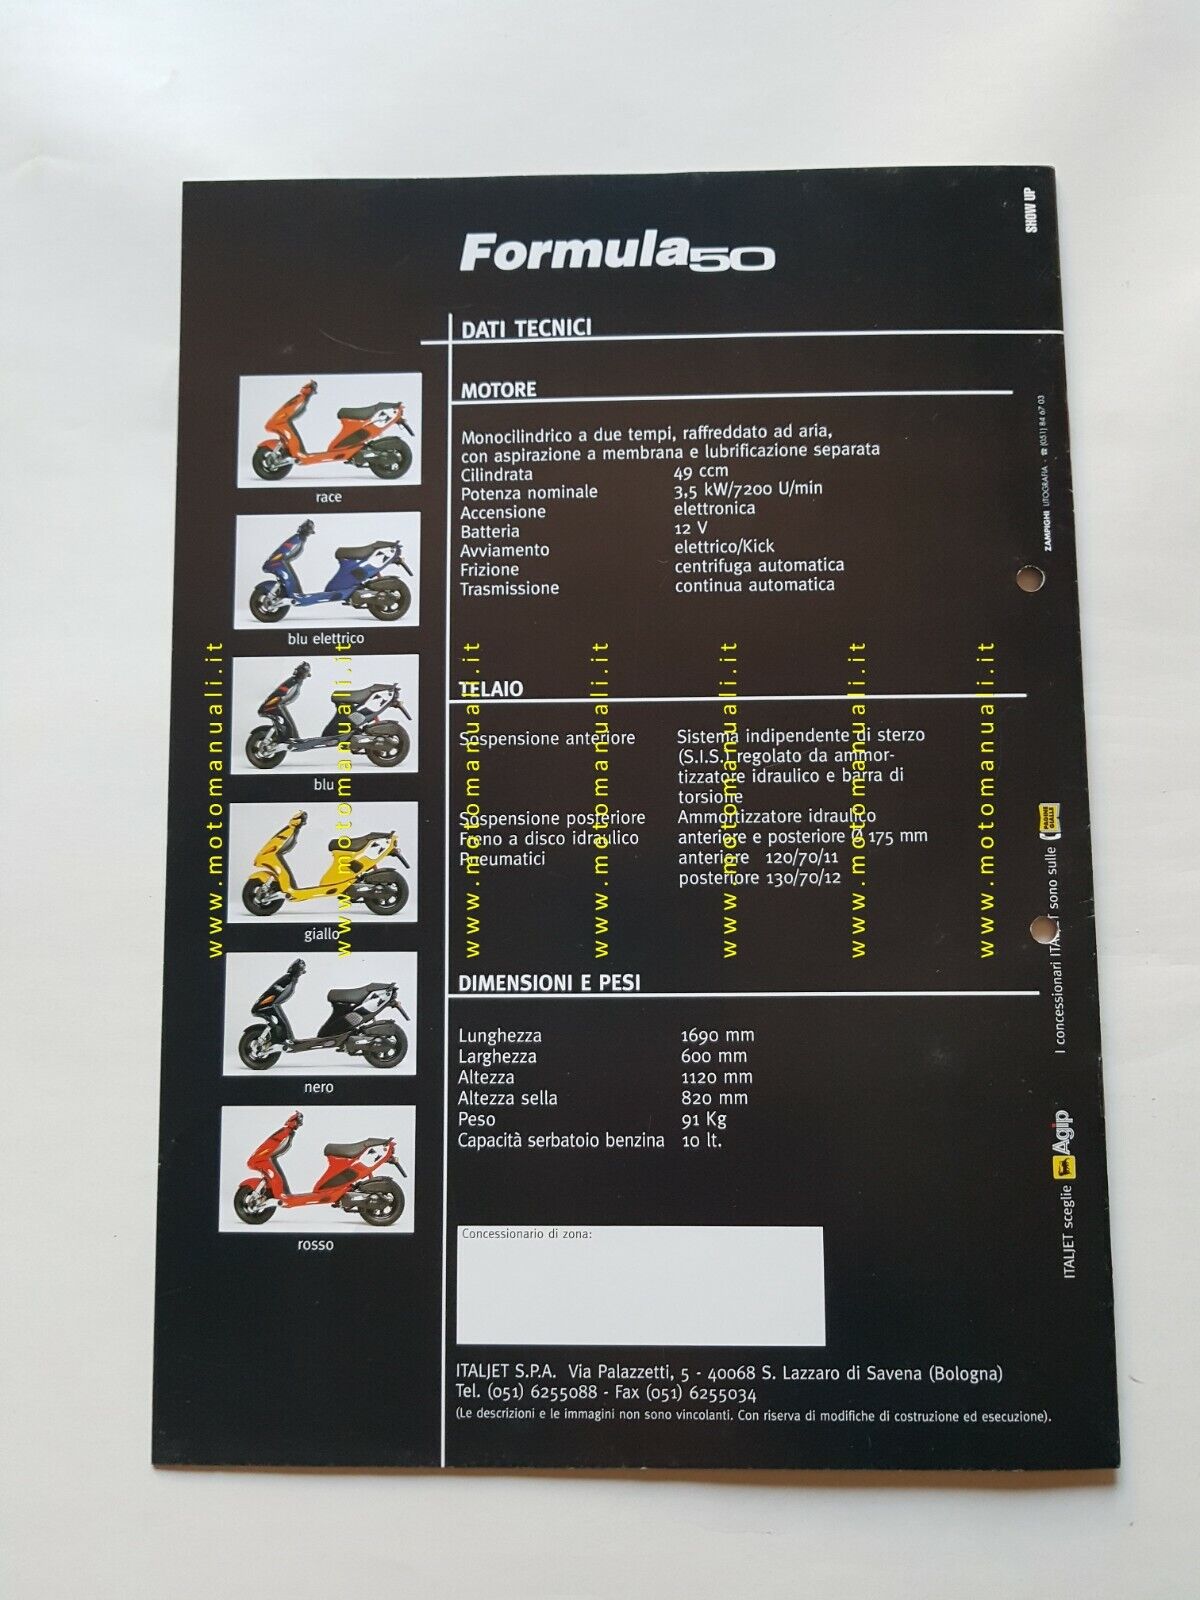 SHOW UP
Formula50
DATI TECNICI
MOTORE
Monocilindrico a due tempi, raffreddato ad aria,
con aspirazione a membrana e lubrificazione separata
Cilindrata 49 ccm
Potenza nominale 3,5 kW/7200 U/min
Accensione elettronica
Batteria 12 V
Avviamento elettrico/Kick
Frizione centrifuga automatica
Trasmissione continua automatica
TELAIO
Sospensione anteriore Sistema indipendente di sterzo
(S.I.S.) regolato da ammor-
tizzatore idraulico e barra di
torsione
Sospensione posteriore Ammortizzatore idraulico
Freno a disco idraulico anteriore e posteriore Ø 175 mm
Pneumatici anteriore 120/70/11
posteriore 130/70/12
DIMENSIONI E PESI
Lunghezza 1690 mm
Larghezza 600 mm
Altezza 1120 mm
Altezza sella 820 mm
Peso 91 Kg
Capacità serbatoio benzina 10 lt.
race
blu elettrico
blu
giallo
nero
rosso
Concessionario di zona:
ITALJET S.P.A. Via Palazzetti, 5 - 40068 S. Lazzaro di Savena (Bologna)
Tel. (051) 6255088 - Fax (051) 6255034
(Le descrizioni e le immagini non sono vincolanti. Con riserva di modifiche di costruzione ed esecuzione).
ZAMPIGHI LITOGRAFIA - ☎ (051) 84 67 03
ITALJET sceglie Agip
I concessionari ITALJET sono sulle PAGINE GIALLE
www.motomanuali.it
www.motomanuali.it
www.motomanuali.it
www.motomanuali.it
www.motomanuali.it
www.motomanuali.it
www.motomanuali.it